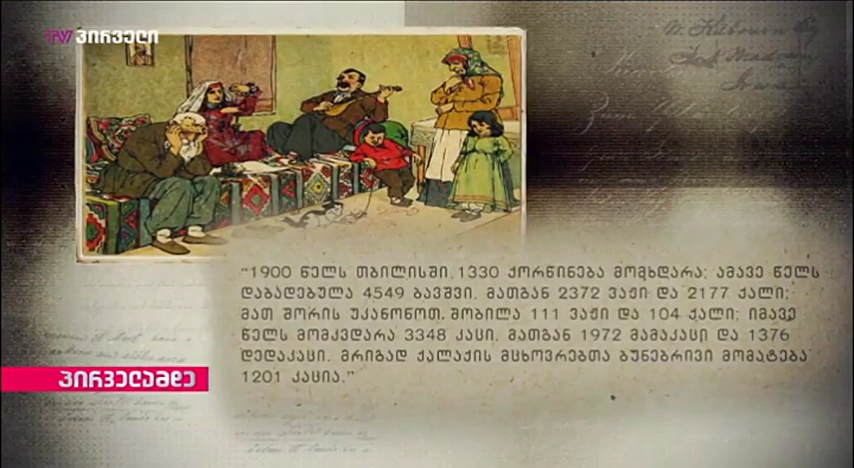 TV პირველი
"1900 წელს თბილისში 1330 ქორწინება მომხდარა; ამავე წელს
დაბადებულა 4549 ბავშვი. მათგან 2372 ვაჟი და 2177 ქალი;
მათ შორის უკანონოთ. შობილა 111 ვაჟი და 104 ქალი; იმავე
წელს მომკვდარა 3348 კაცი. მათგან 1972 მამაკაცი და 1376
დედაკაცი. მრიგად ქალაქის მცხოვრებთა ბუნებრივი მომატება
1201 კაცია."
პირველამდე